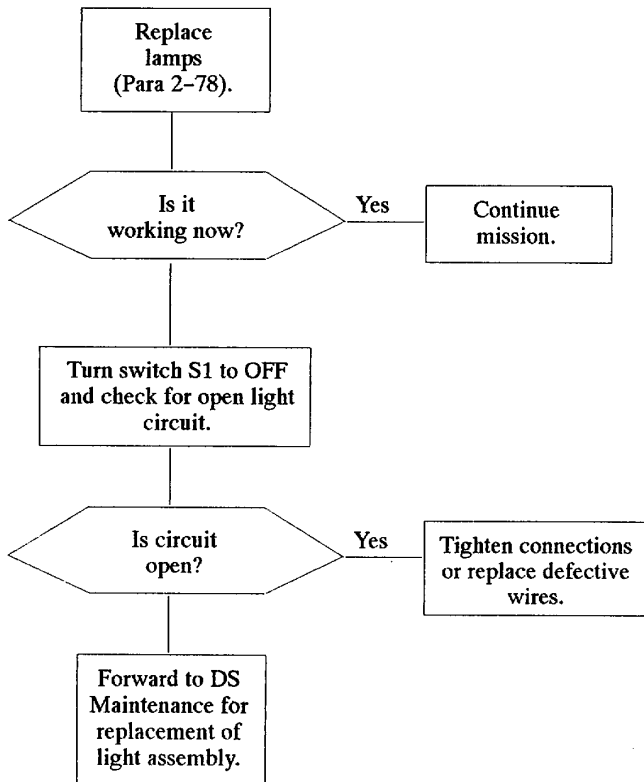 Replace
lamps
(Para 2–78).
Is it
working now?
Yes
Continue
mission.
Turn switch S1 to OFF
and check for open light
circuit.
Is circuit
open?
Yes
Tighten connections
or replace defective
wires.
Forward to DS
Maintenance for
replacement of
light assembly.